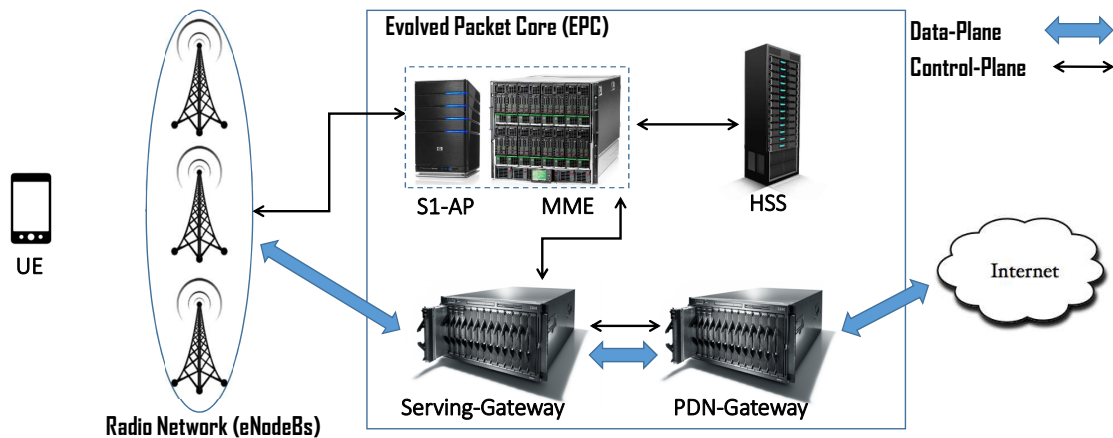 Evolved Packet Core (EPC)
Data-Plane
Control-Plane
S1-AP
MME
HSS
UE
Internet
Serving-Gateway
PDN-Gateway
Radio Network (eNodeBs)